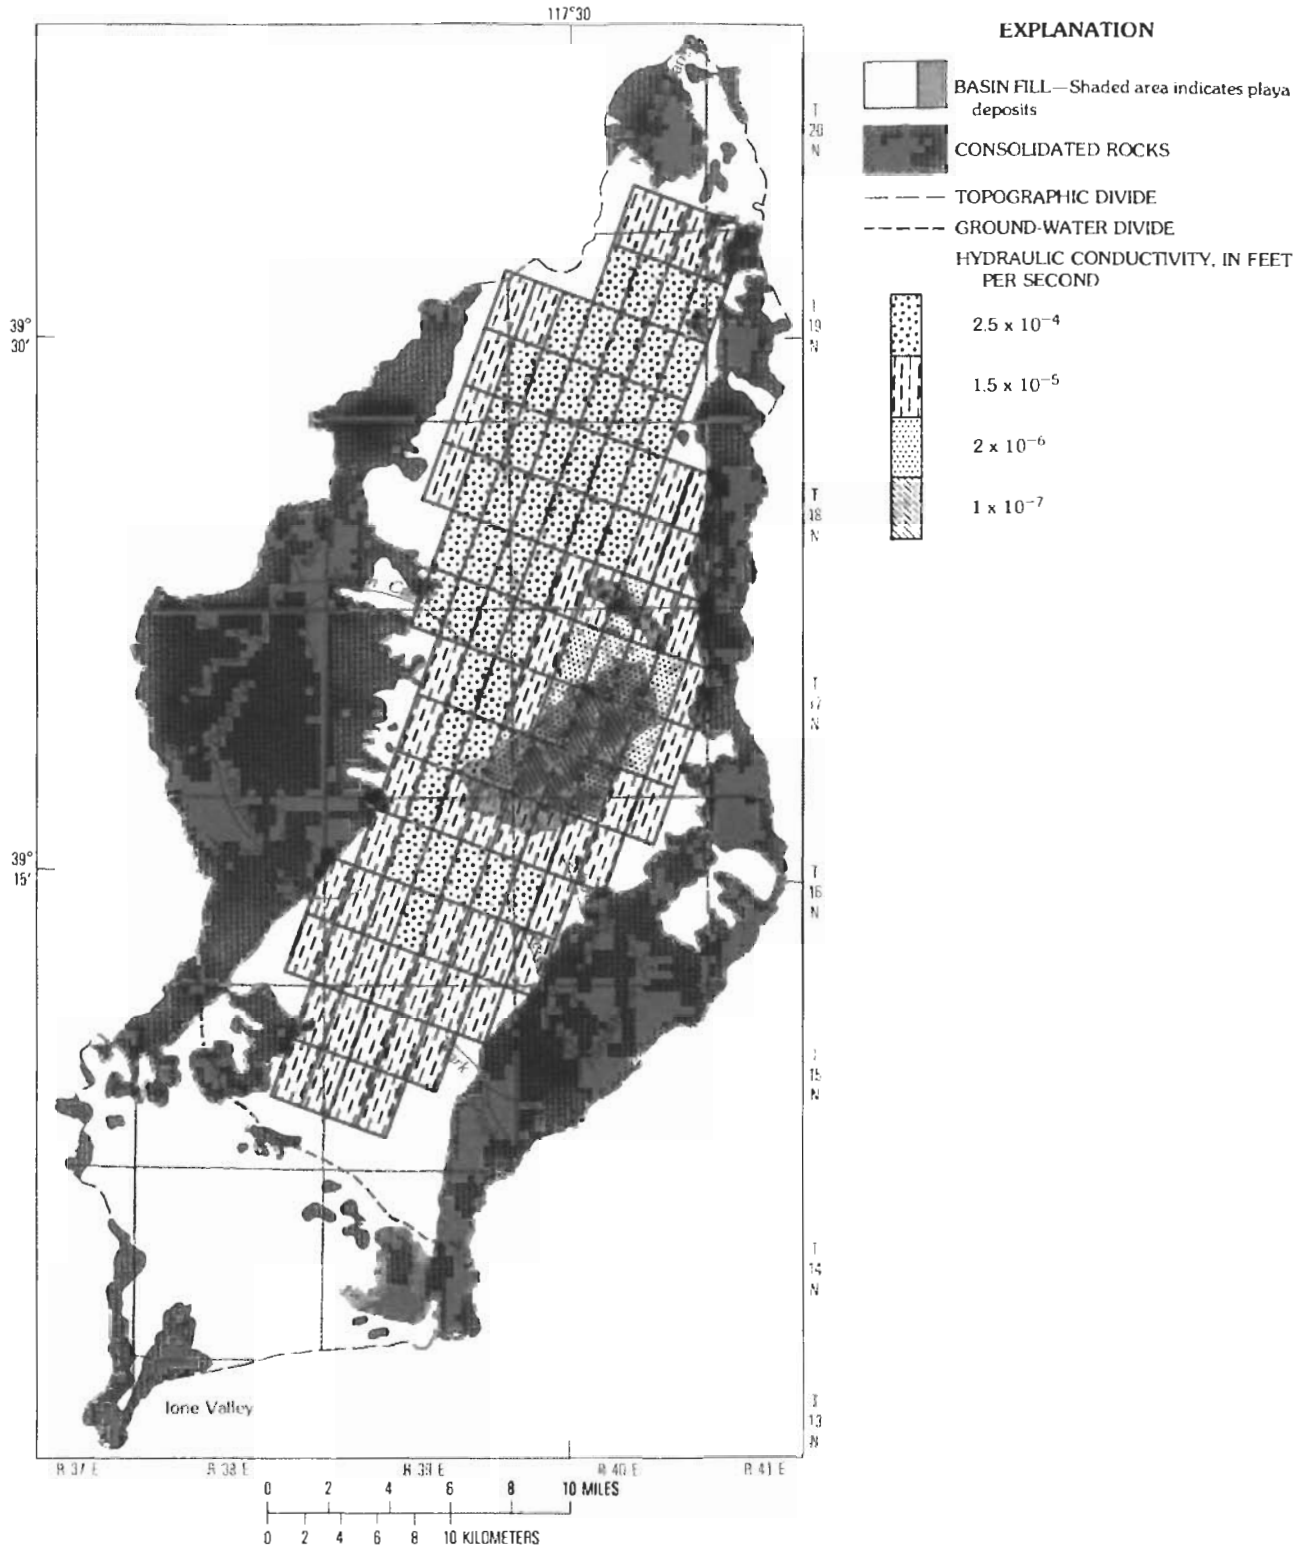 117°30
EXPLANATION
BASIN FILL—Shaded area indicates playa
deposits
CONSOLIDATED ROCKS
TOPOGRAPHIC DIVIDE
GROUND-WATER DIVIDE
HYDRAULIC CONDUCTIVITY, IN FEET
PER SECOND
2.5 x 10⁻⁴
1.5 x 10⁻⁵
2 x 10⁻⁶
1 x 10⁻⁷
T
20
N
39°
30′
19
N
T
18
N
T
17
N
39°
15′
T
16
N
15
N
T
14
N
13
N
Ione Valley
R 37 E
R 38 E
R 39 E
R 40 E
R 41 E
0 2 4 6 8 10 MILES
0 2 4 6 8 10 KILOMETERS